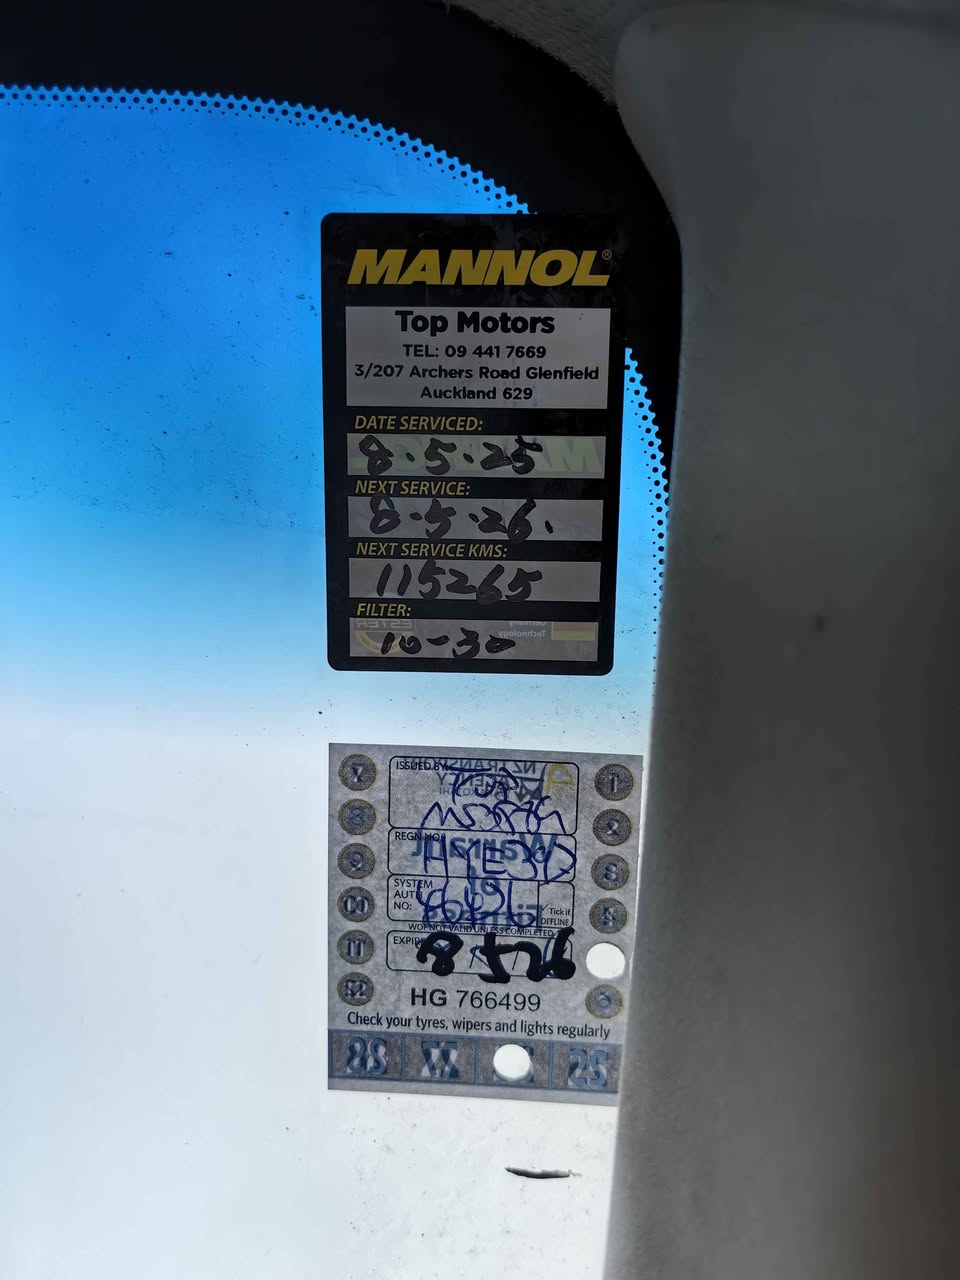 MANNOL®
Top Motors
TEL: 09 441 7669
3/207 Archers Road Glenfield
Auckland 629
DATE SERVICED:
8.5.25
NEXT SERVICE:
8.5.26.
NEXT SERVICE KMS:
115265
FILTER:
10-30
ISSUED BY:
TOP
REGN NO:
SYSTEM
AUTH
NO:
Tick if
OFFLINE
WOF NOT VALID UNLESS COMPLETED
8 5 26
HG 766499
Check your tyres, wipers and lights regularly